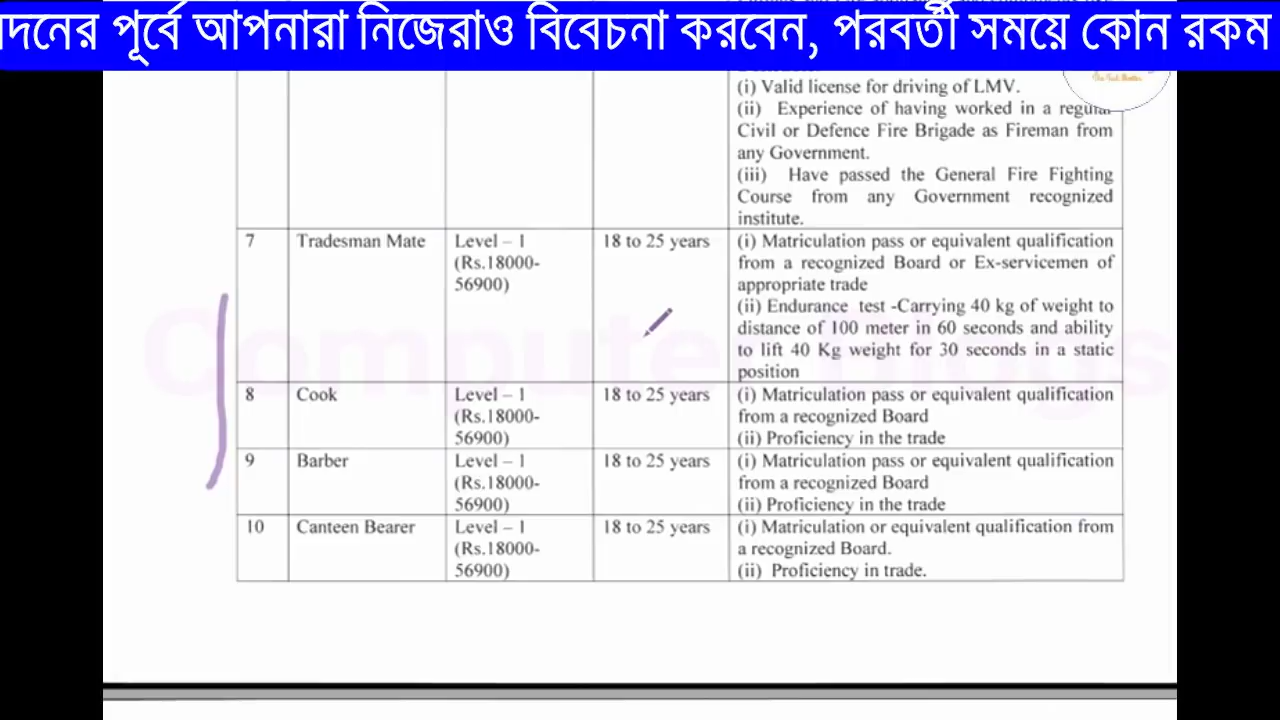 দনের পূর্বে আপনারা নিজেরাও বিবেচনা করবেন, পরবর্তী সময়ে কোন রকম
(i) Valid license for driving of LMV.
(ii) Experience of having worked in a regular
Civil or Defence Fire Brigade as Fireman from
any Government.
(iii) Have passed the General Fire Fighting
Course from any Government recognized
institute.
7 Tradesman Mate Level – 1 18 to 25 years (i) Matriculation pass or equivalent qualification
(Rs.18000- from a recognized Board or Ex-servicemen of
56900) appropriate trade
(ii) Endurance test -Carrying 40 kg of weight to
distance of 100 meter in 60 seconds and ability
to lift 40 Kg weight for 30 seconds in a static
position
8 Cook Level – 1 18 to 25 years (i) Matriculation pass or equivalent qualification
(Rs.18000- from a recognized Board
56900) (ii) Proficiency in the trade
9 Barber Level – 1 18 to 25 years (i) Matriculation pass or equivalent qualification
(Rs.18000- from a recognized Board
56900) (ii) Proficiency in the trade
10 Canteen Bearer Level – 1 18 to 25 years (i) Matriculation or equivalent qualification from
(Rs.18000- a recognized Board.
56900) (ii) Proficiency in trade.